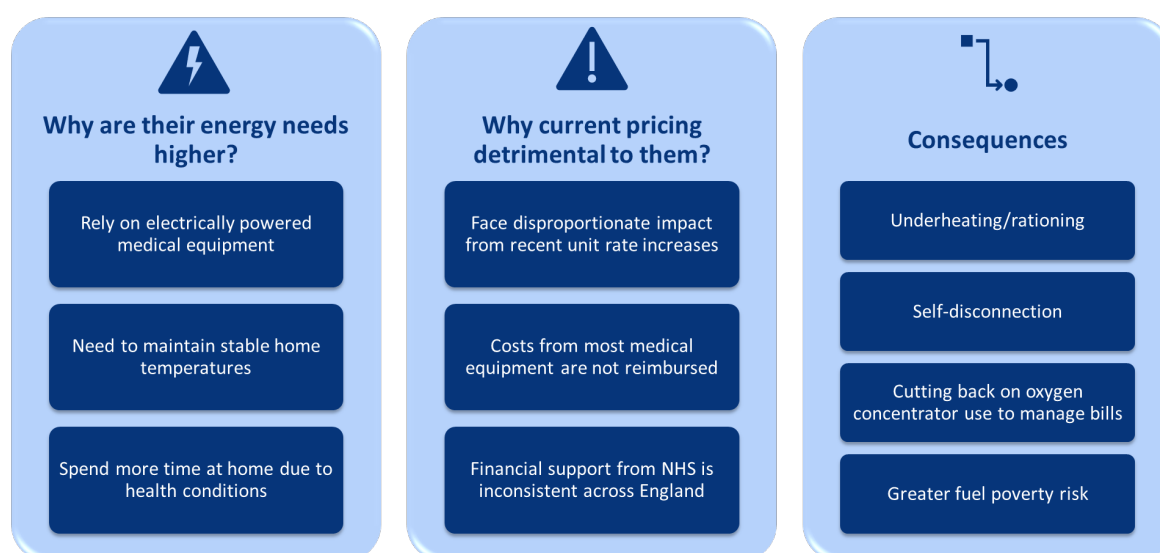 Why are their energy needs
higher?
Rely on electrically powered
medical equipment
Need to maintain stable home
temperatures
Spend more time at home due to
health conditions
Why current pricing
detrimental to them?
Face disproportionate impact
from recent unit rate increases
Costs from most medical
equipment are not reimbursed
Financial support from NHS is
inconsistent across England
Consequences
Underheating/rationing
Self-disconnection
Cutting back on oxygen
concentrator use to manage bills
Greater fuel poverty risk